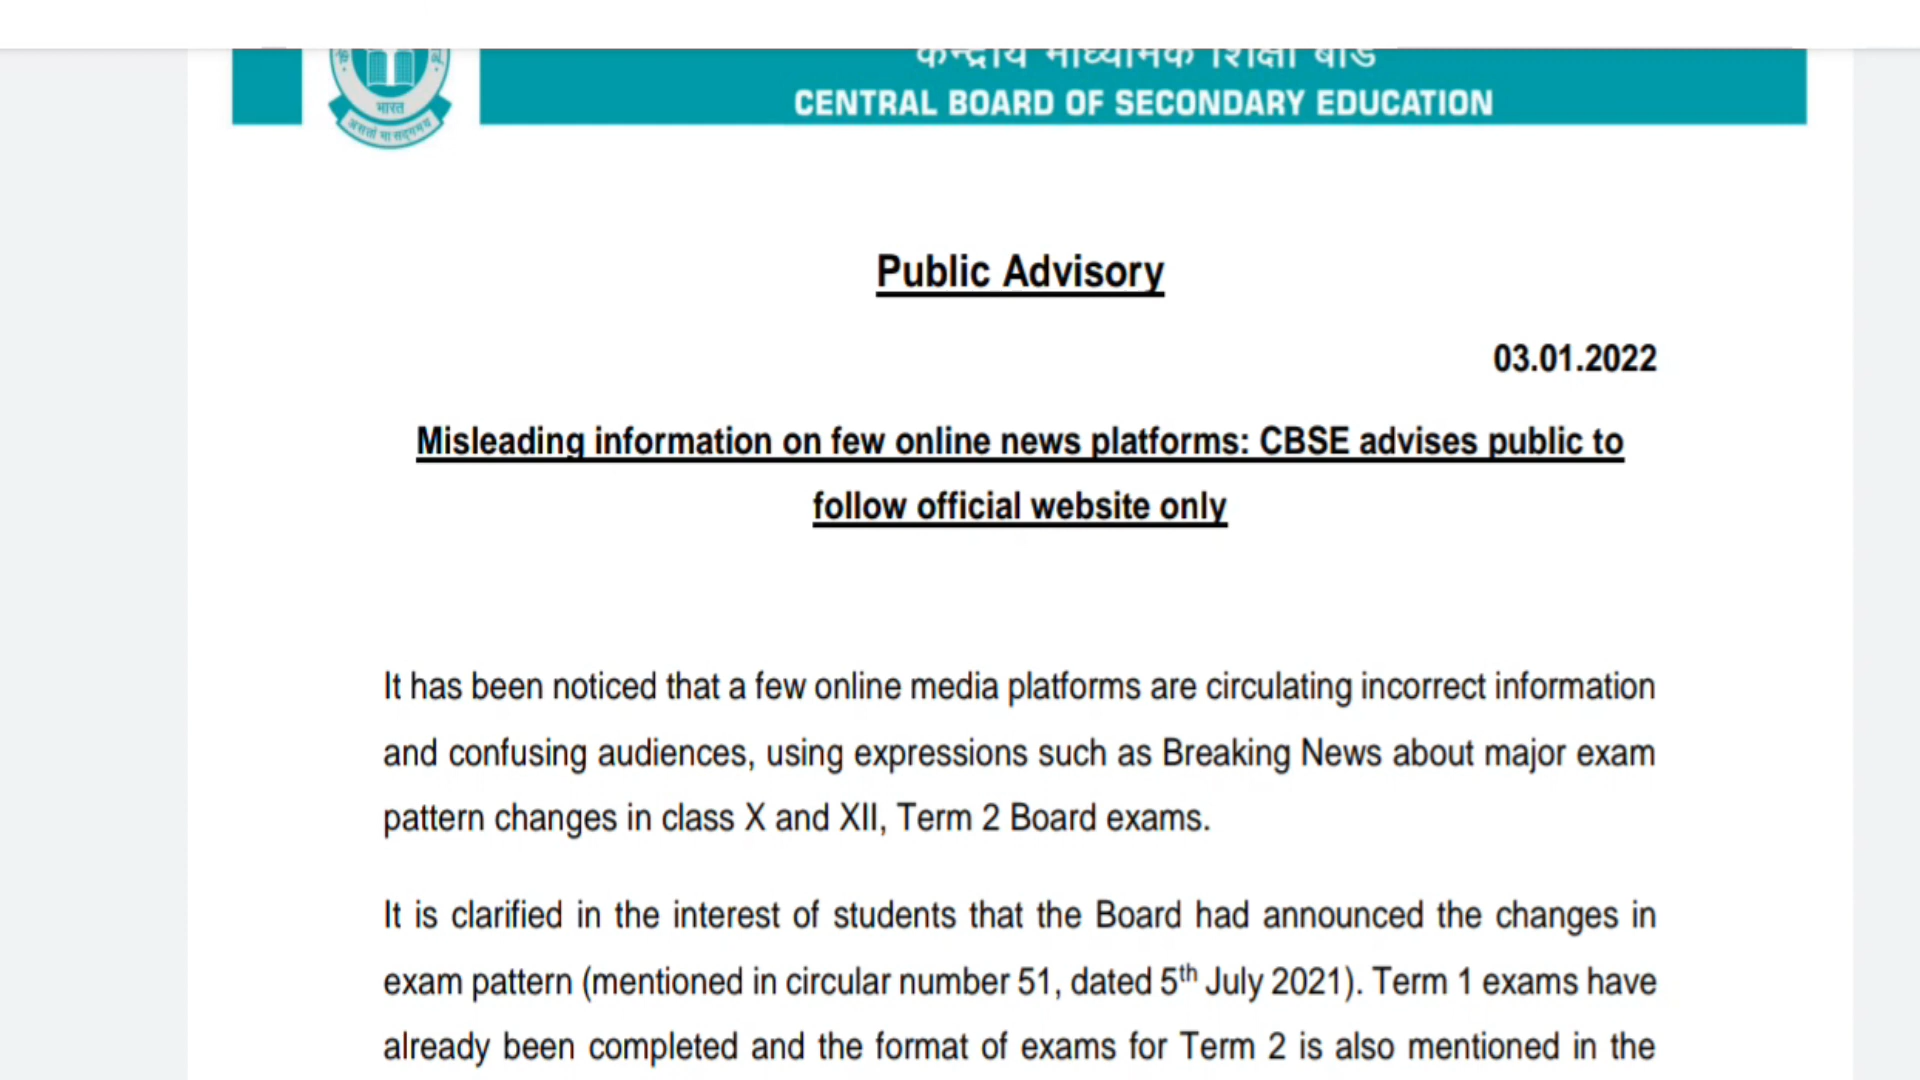 केन्द्रीय माध्यमिक शिक्षा बोर्ड
CENTRAL BOARD OF SECONDARY EDUCATION
भारत
असतो मा सद्गमय
Public Advisory
03.01.2022
Misleading information on few online news platforms: CBSE advises public to
follow official website only
It has been noticed that a few online media platforms are circulating incorrect information
and confusing audiences, using expressions such as Breaking News about major exam
pattern changes in class X and XII, Term 2 Board exams.
It is clarified in the interest of students that the Board had announced the changes in
exam pattern (mentioned in circular number 51, dated 5th July 2021). Term 1 exams have
already been completed and the format of exams for Term 2 is also mentioned in the